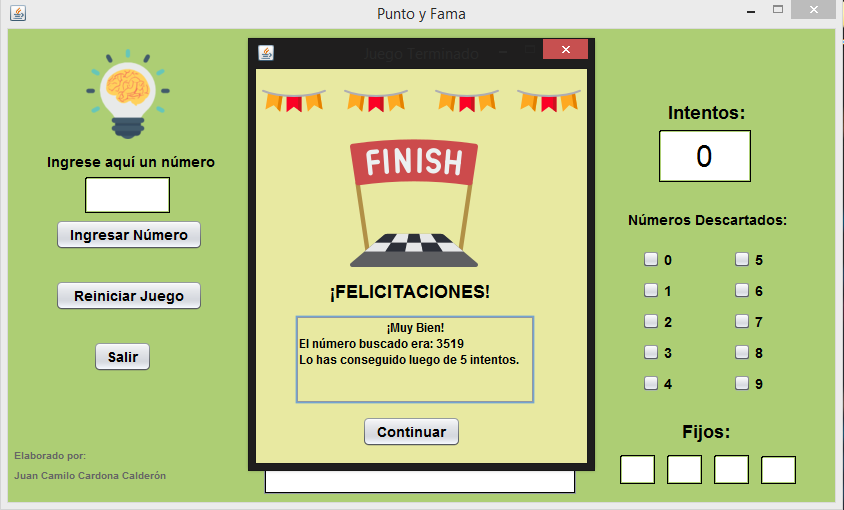 Punto y Fama
Juego Terminado
Ingrese aquí un número
Ingresar Número
Reiniciar Juego
Salir
Elaborado por:
Juan Camilo Cardona Calderón
FINISH
¡FELICITACIONES!
¡Muy Bien!
El número buscado era: 3519
Lo has conseguido luego de 5 intentos.
Continuar
Intentos:
0
Números Descartados:
0 5
1 6
2 7
3 8
4 9
Fijos: